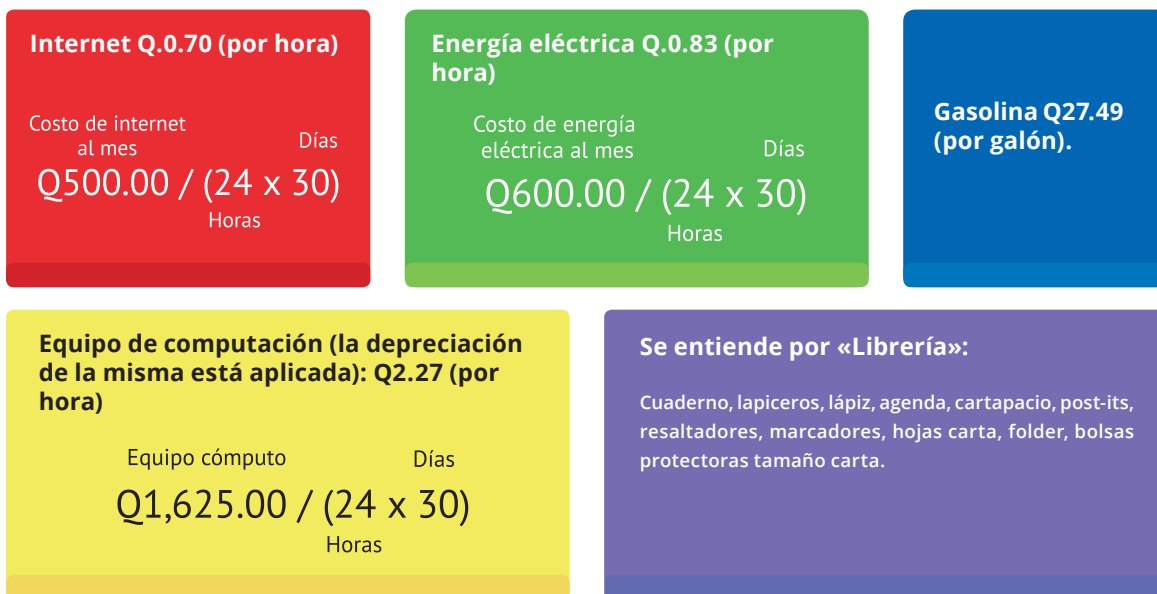 Internet Q.0.70 (por hora)
Costo de internet
al mes
Días
Q500.00 / (24 x 30)
Horas
Energía eléctrica Q.0.83 (por
hora)
Costo de energía
eléctrica al mes
Días
Q600.00 / (24 x 30)
Horas
Gasolina Q27.49
(por galón).
Equipo de computación (la depreciación
de la misma está aplicada): Q2.27 (por
hora)
Equipo cómputo
Días
Q1,625.00 / (24 x 30)
Horas
Se entiende por «Librería»:
Cuaderno, lapiceros, lápiz, agenda, cartapacio, post-its,
resaltadores, marcadores, hojas carta, folder, bolsas
protectoras tamaño carta.